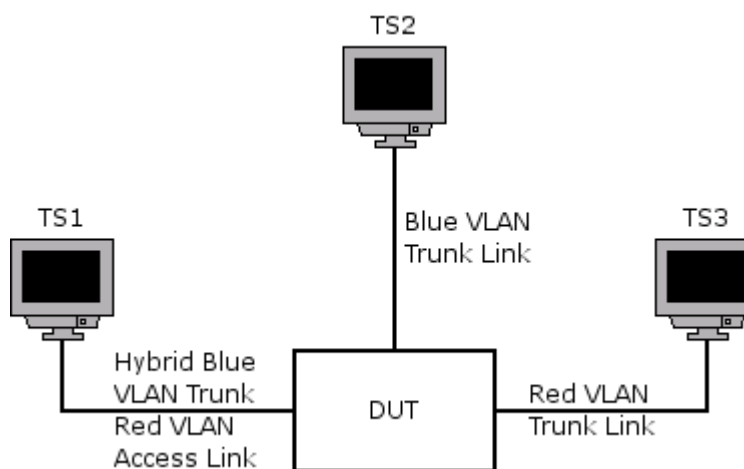 TS2
TS1
Blue VLAN
Trunk Link
TS3
Hybrid Blue
VLAN Trunk
Red VLAN
Access Link
DUT
Red VLAN
Trunk Link